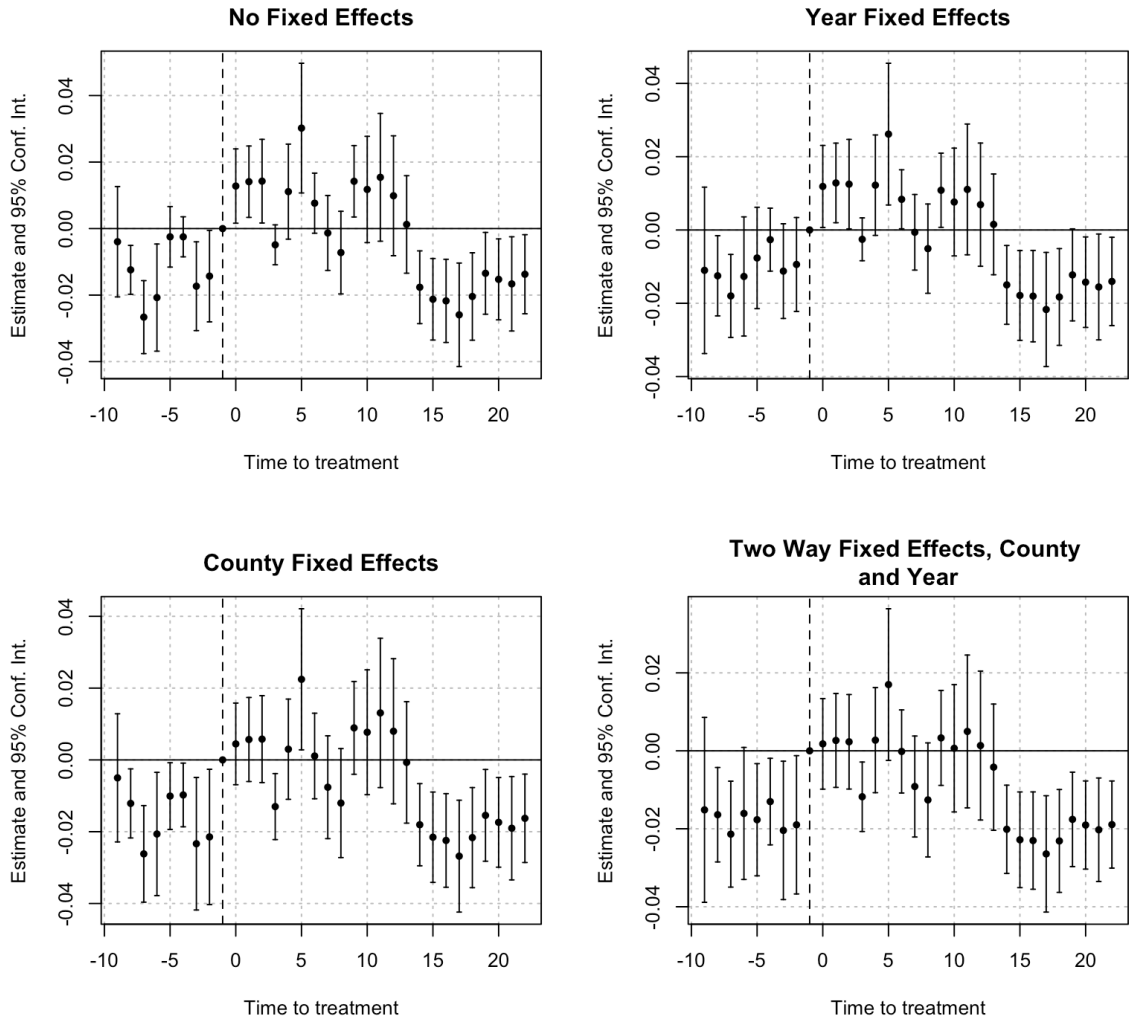 No Fixed Effects
Estimate and 95% Conf. Int.
0.04
0.02
0.00
-0.02
-0.04
-10 -5 0 5 10 15 20
Time to treatment
Year Fixed Effects
Estimate and 95% Conf. Int.
0.04
0.02
0.00
-0.02
-0.04
-10 -5 0 5 10 15 20
Time to treatment
County Fixed Effects
Estimate and 95% Conf. Int.
0.04
0.02
0.00
-0.02
-0.04
-10 -5 0 5 10 15 20
Time to treatment
Two Way Fixed Effects, County
and Year
Estimate and 95% Conf. Int.
0.02
0.00
-0.02
-0.04
-10 -5 0 5 10 15 20
Time to treatment